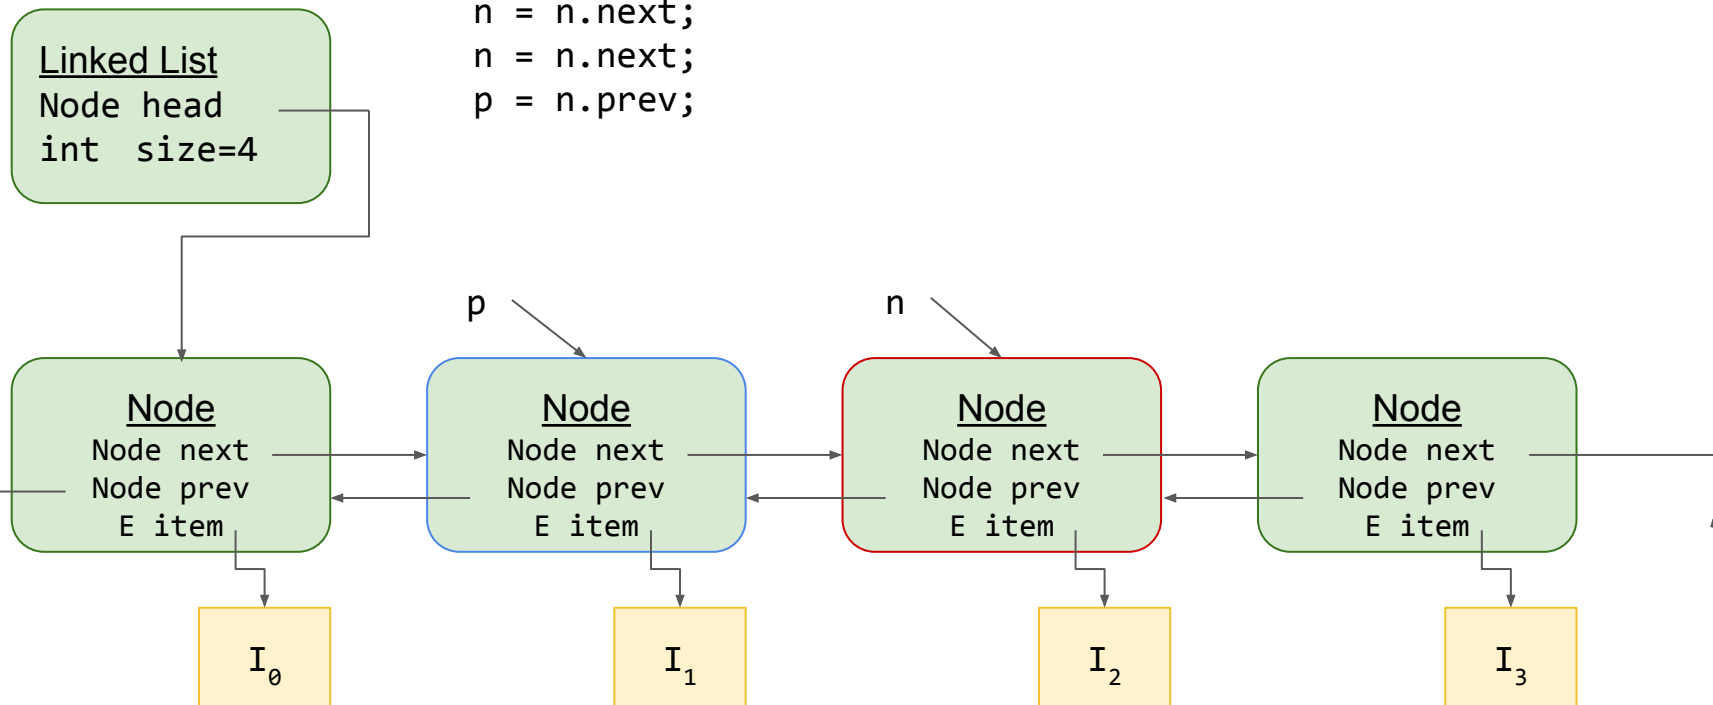 n = n.next;
n = n.next;
p = n.prev;
Linked List
Node head
int size=4
p
n
Node
Node next
Node prev
E item
Node
Node next
Node prev
E item
Node
Node next
Node prev
E item
Node
Node next
Node prev
E item
I₀
I₁
I₂
I₃